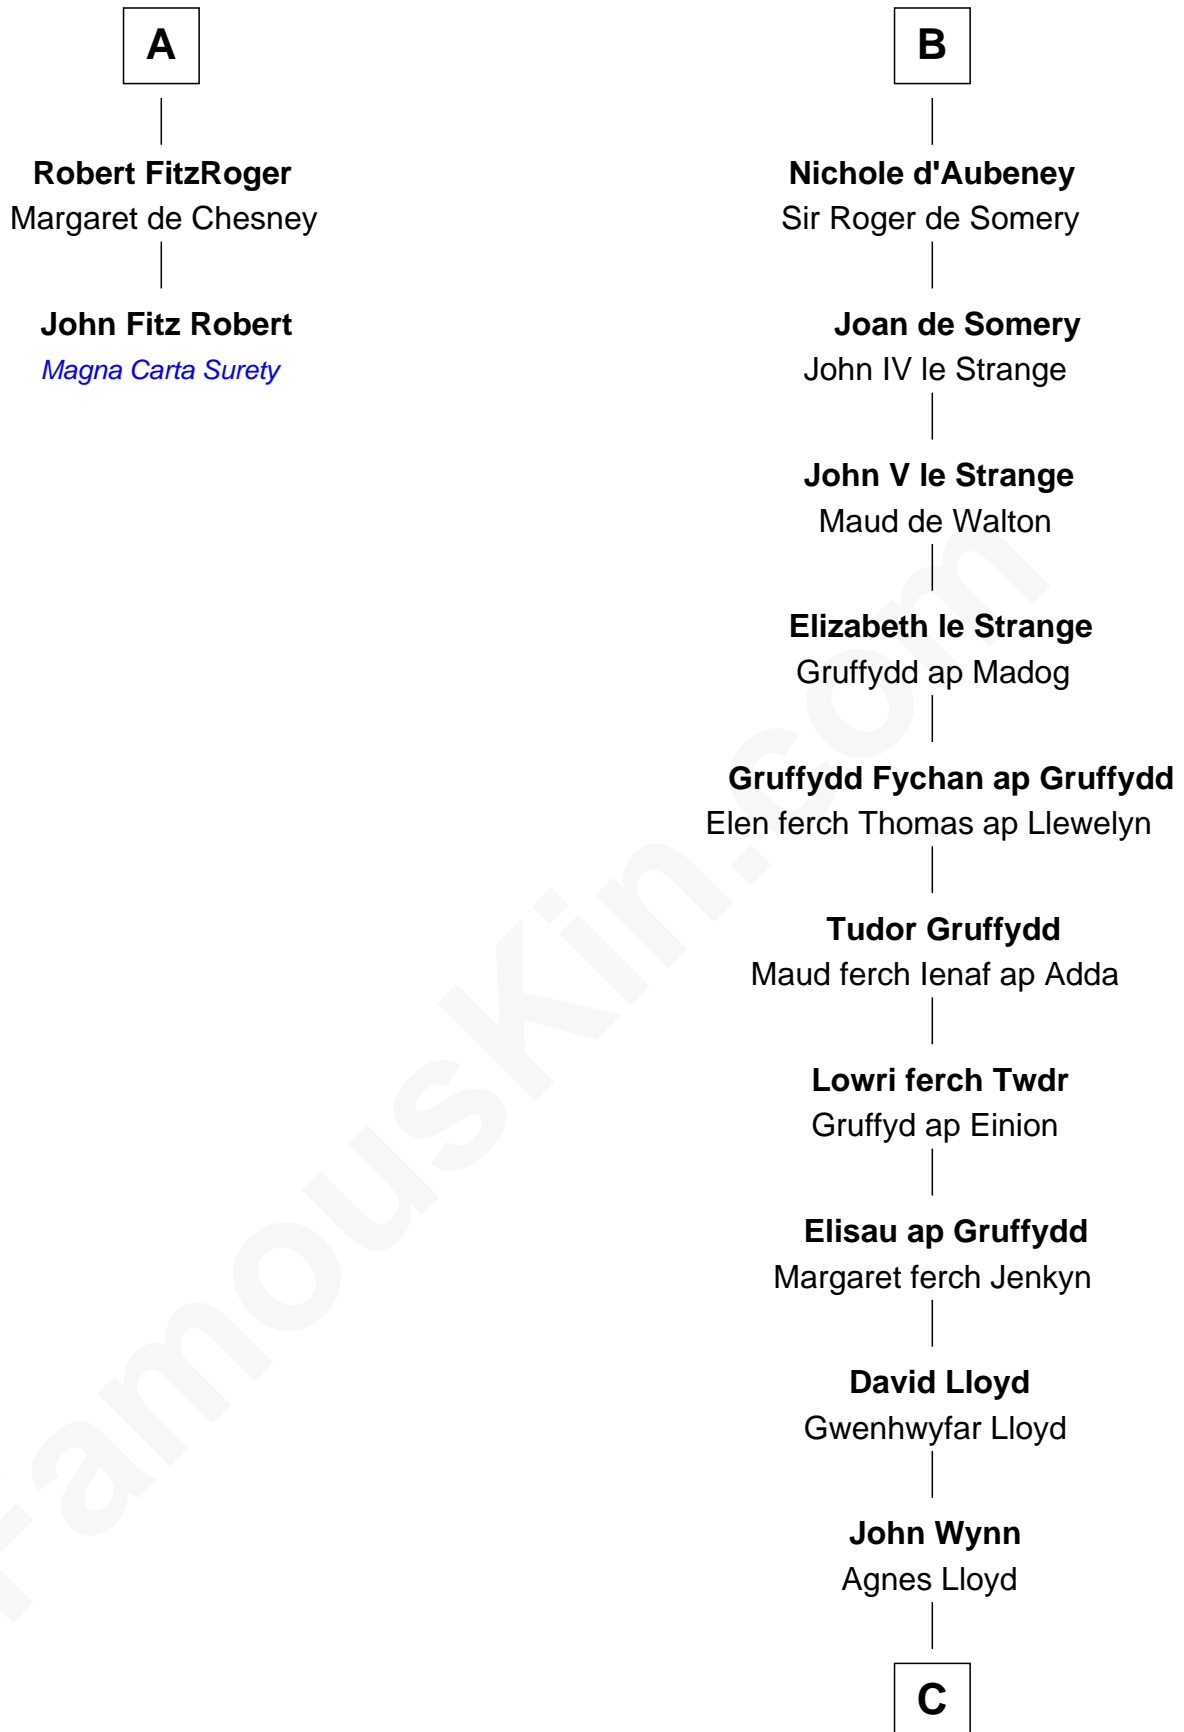 A
Robert FitzRoger
Margaret de Chesney
John Fitz Robert
Magna Carta Surety
B
Nichole d'Aubeney
Sir Roger de Somery
Joan de Somery
John IV le Strange
John V le Strange
Maud de Walton
Elizabeth le Strange
Gruffydd ap Madog
Gruffydd Fychan ap Gruffydd
Elen ferch Thomas ap Llewelyn
Tudor Gruffydd
Maud ferch Ienaf ap Adda
Lowri ferch Twdr
Gruffyd ap Einion
Elisau ap Gruffydd
Margaret ferch Jenkyn
David Lloyd
Gwenhwyfar Lloyd
John Wynn
Agnes Lloyd
C
FamousKin.com